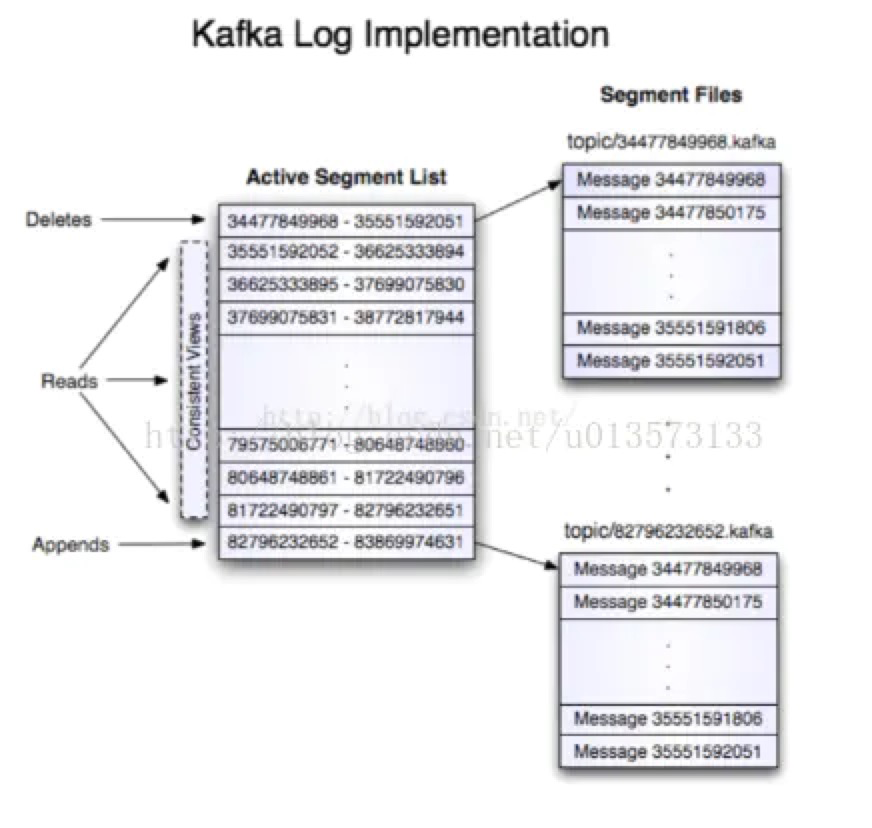 Kafka Log Implementation
Segment Files
topic/34477849968.kafka
Active Segment List
Message 34477849968
Message 34477850175
Message 35551591806
Message 35551592051
Deletes
34477849968 - 35551592051
35551592052 - 36625333894
36625333895 - 37699075830
37699075831 - 38772817944
Reads
Consistent Views
79575006771 - 80648748860
80648748861 - 81722490796
81722490797 - 82796232651
Appends
82796232652 - 83869974631
topic/82796232652.kafka
Message 34477849968
Message 34477850175
Message 35551591806
Message 35551592051
http://blog.csdn.net/
net/u013573133